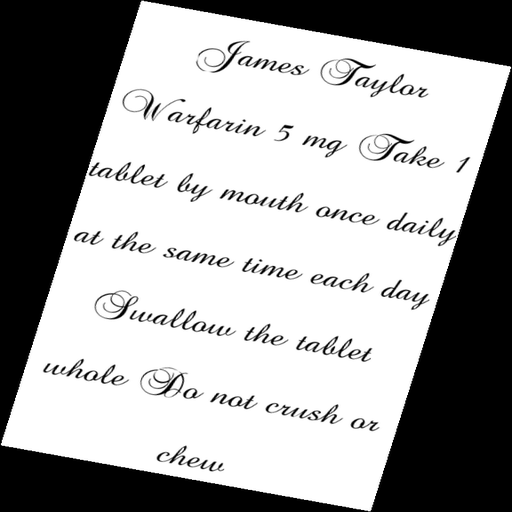 James Taylor
Warfarin 5 mg Take 1
tablet by mouth once daily
at the same time each day
Swallow the tablet
whole Do not crush or
chew